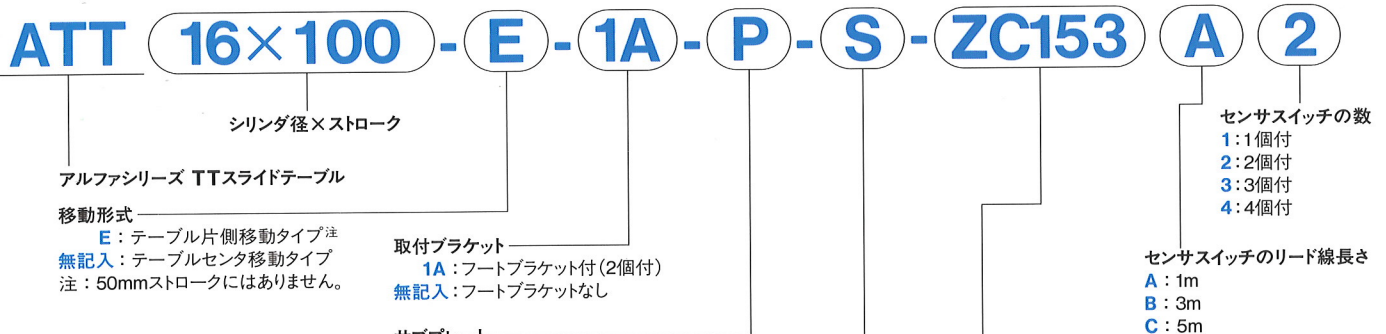 ATT 16×100-E-1A-P-S-ZC153 A 2
シリンダ径×ストローク
アルファシリーズ TTスライドテーブル
移動形式
E：テーブル片側移動タイプ注
無記入：テーブルセンタ移動タイプ
注：50mmストロークにはありません。
取付ブラケット
1A：フートブラケット付（2個付）
無記入：フートブラケットなし
センサスイッチの数
1：1個付
2：2個付
3：3個付
4：4個付
センサスイッチのリード線長さ
A：1m
B：3m
C：5m